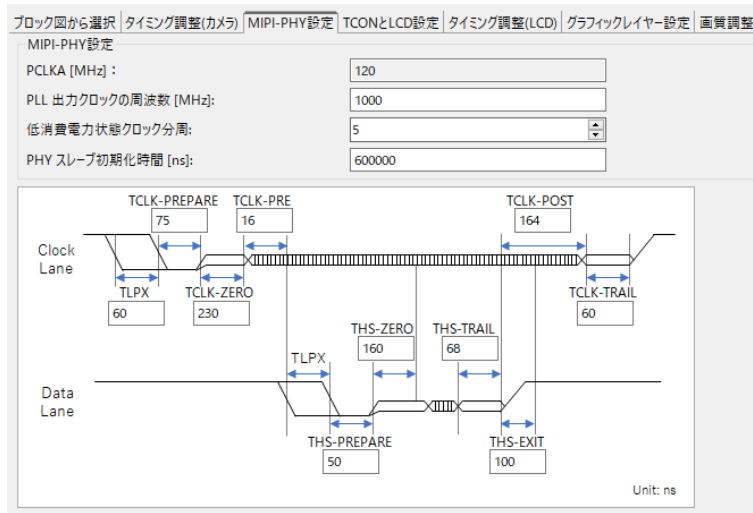 ブロック図から選択 タイミング調整(カメラ) MIPI-PHY設定 TCONとLCD設定 タイミング調整(LCD) グラフィックレイヤー設定 画質調整
MIPI-PHY設定
PCLKA [MHz]： 120
PLL 出力クロックの周波数 [MHz]: 1000
低消費電力状態クロック分周: 5
PHY スレーブ初期化時間 [ns]: 600000
TCLK-PREPARE TCLK-PRE TCLK-POST
75 16 164
Clock
Lane
TLPX TCLK-ZERO TCLK-TRAIL
60 230 60
THS-ZERO THS-TRAIL
160 68
TLPX
Data
Lane
THS-PREPARE THS-EXIT
50 100
Unit: ns